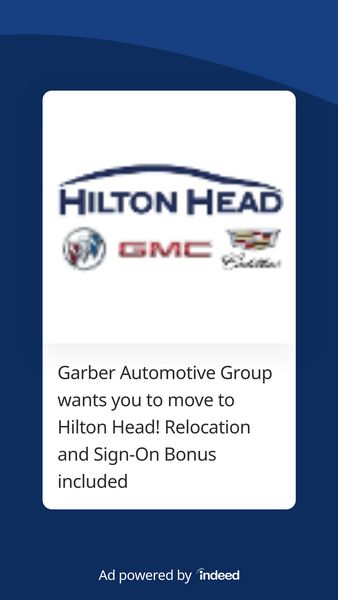 HILTON HEAD
GMC
Cadillac
Garber Automotive Group
wants you to move to
Hilton Head! Relocation
and Sign-On Bonus
included
Ad powered by indeed